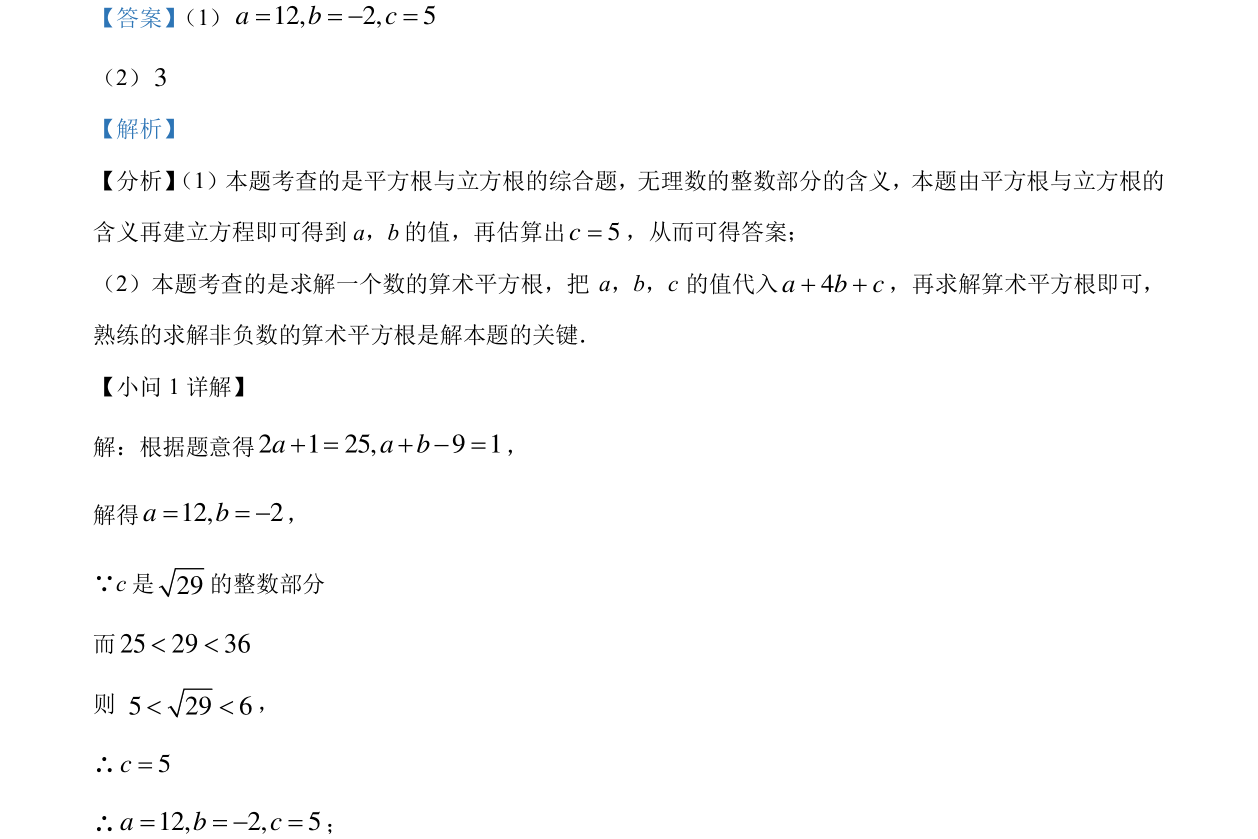 【答案】（1）a＝12,b＝−2,c＝5
（2）3
【解析】
【分析】（1）本题考查的是平方根与立方根的综合题，无理数的整数部分的含义，本题由平方根与立方根的
含义再建立方程即可得到 a，b 的值，再估算出c＝5，从而可得答案；
（2）本题考查的是求解一个数的算术平方根，把 a，b，c 的值代入a＋4b＋c，再求解算术平方根即可，
熟练的求解非负数的算术平方根是解本题的关键．
【小问 1 详解】
解：根据题意得2a＋1＝25,a＋b−9＝1，
解得a＝12,b＝−2，
∵c 是√29 的整数部分
而25＜29＜36
则 5＜√29＜6，
∴c＝5
∴a＝12,b＝−2,c＝5；